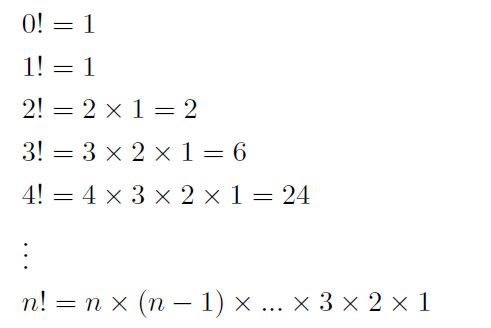 0! = 1
1! = 1
2! = 2 × 1 = 2
3! = 3 × 2 × 1 = 6
4! = 4 × 3 × 2 × 1 = 24
⋮
n! = n × (n − 1) × ... × 3 × 2 × 1